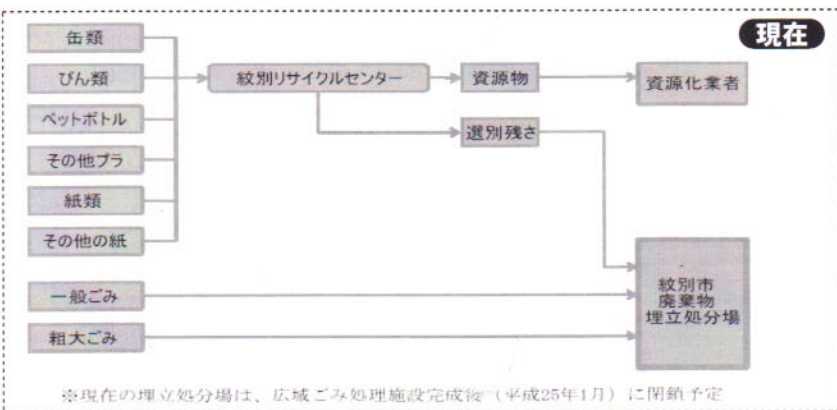 現在
缶類
びん類
ペットボトル
その他プラ
紙類
その他の紙
紋別リサイクルセンター
資源物
資源化業者
選別残さ
一般ごみ
粗大ごみ
紋別市
廃棄物
埋立処分場
※現在の埋立処分場は、広域ごみ処理施設完成後（平成25年1月）に閉鎖予定